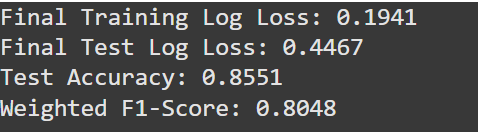 Final Training Log Loss: 0.1941
Final Test Log Loss: 0.4467
Test Accuracy: 0.8551
Weighted F1-Score: 0.8048